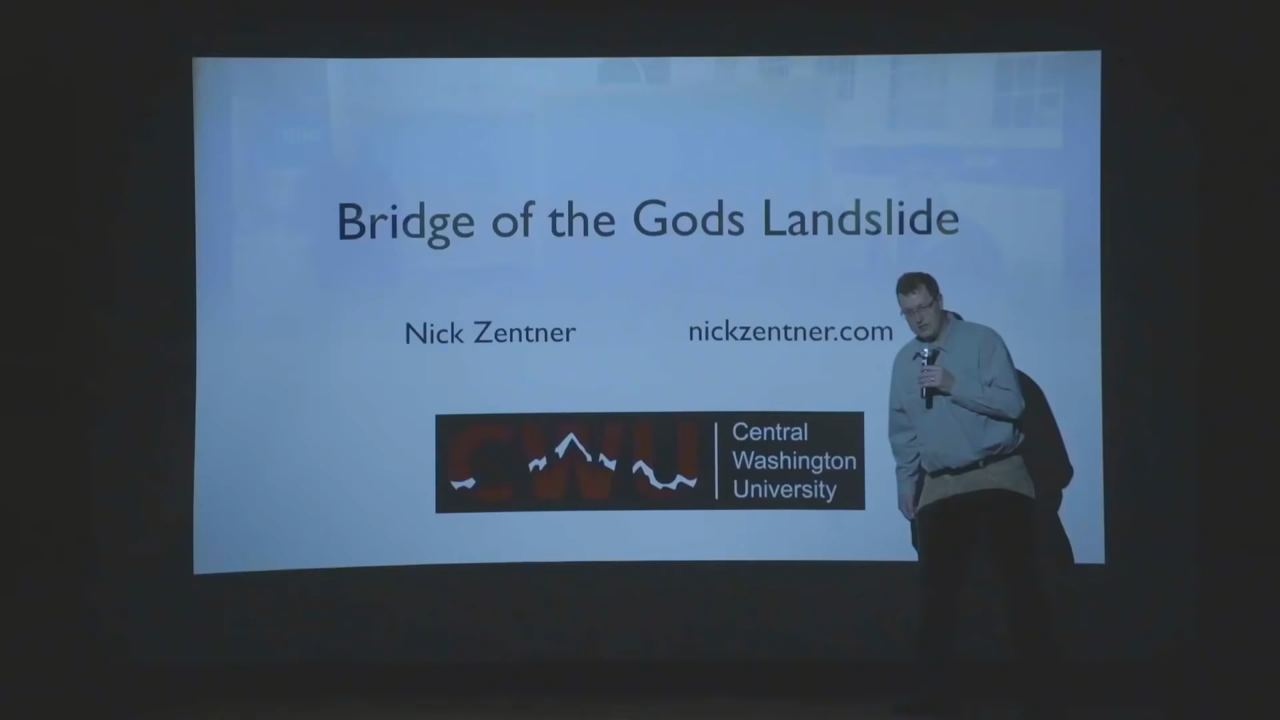 Bridge of the Gods Landslide
Nick Zentner
nickzentner.com
CWU
Central
Washington
University